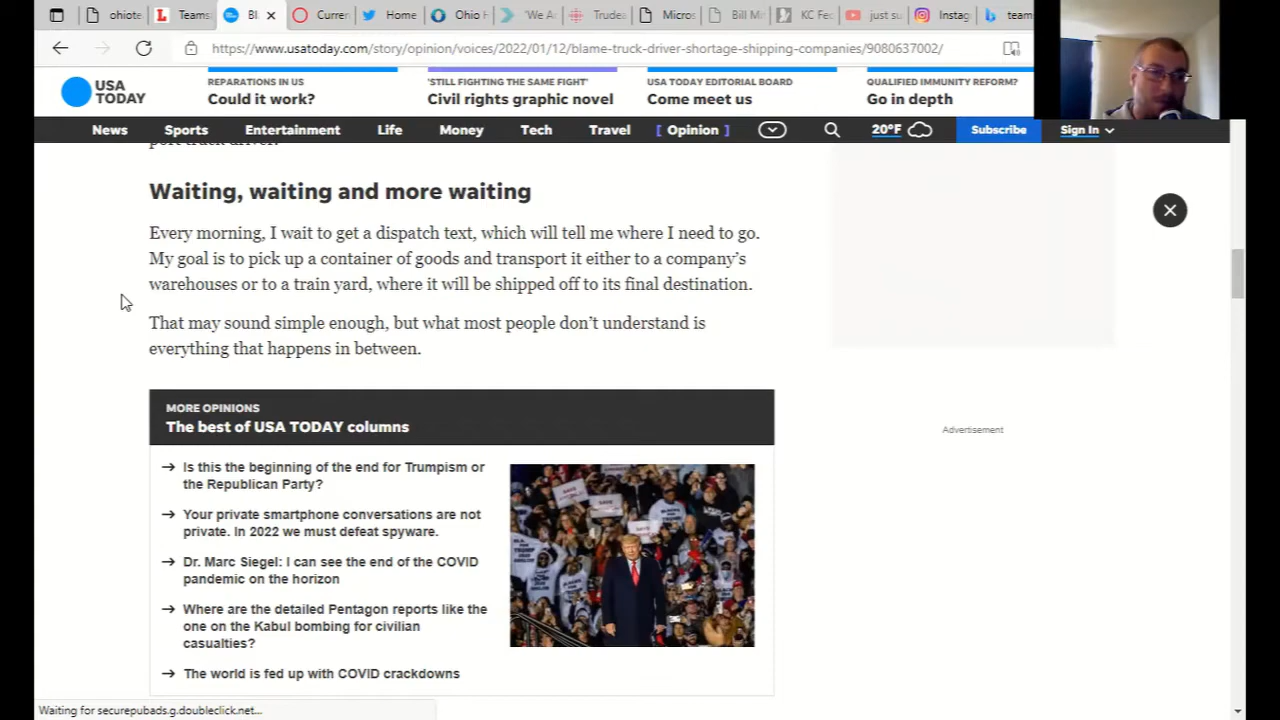 ohiote
Teams
Bl
Curren
Home
Ohio H
'We A
Trudea
Micros
Bill Mi
KC Fed
just su
Instag
team
https://www.usatoday.com/story/opinion/voices/2022/01/12/blame-truck-driver-shortage-shipping-companies/9080637002/
USA TODAY
REPARATIONS IN US
Could it work?
'STILL FIGHTING THE SAME FIGHT'
Civil rights graphic novel
USA TODAY EDITORIAL BOARD
Come meet us
QUALIFIED IMMUNITY REFORM?
Go in depth
News Sports Entertainment Life Money Tech Travel [ Opinion ] 20°F Subscribe Sign In
port truck driver.
Waiting, waiting and more waiting
Every morning, I wait to get a dispatch text, which will tell me where I need to go.
My goal is to pick up a container of goods and transport it either to a company's
warehouses or to a train yard, where it will be shipped off to its final destination.
That may sound simple enough, but what most people don't understand is
everything that happens in between.
Advertisement
MORE OPINIONS
The best of USA TODAY columns
Is this the beginning of the end for Trumpism or
the Republican Party?
Your private smartphone conversations are not
private. In 2022 we must defeat spyware.
Dr. Marc Siegel: I can see the end of the COVID
pandemic on the horizon
Where are the detailed Pentagon reports like the
one on the Kabul bombing for civilian
casualties?
The world is fed up with COVID crackdowns
Waiting for securepubads.g.doubleclick.net...